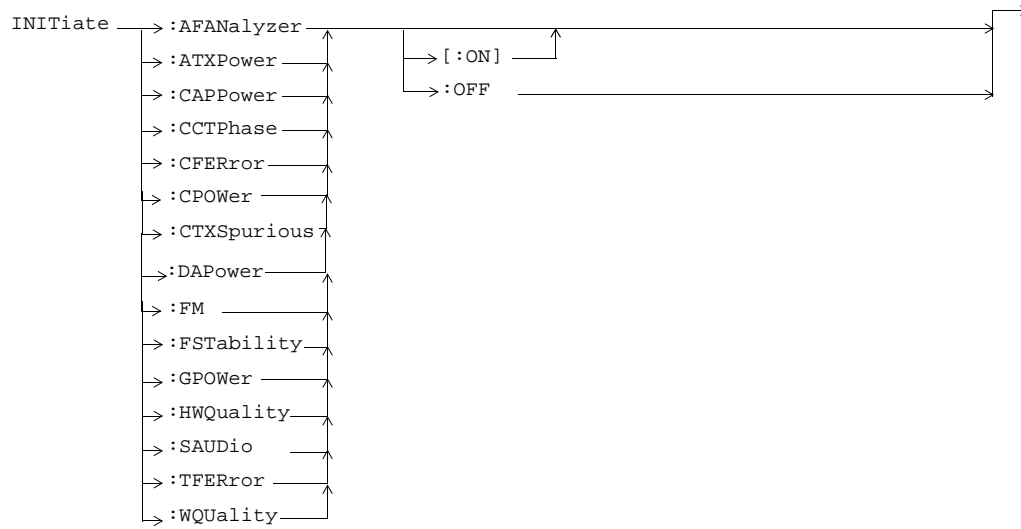 INITiate :AFANalyzer
[:ON]
:ATXPower
:OFF
:CAPPower
:CCTPhase
:CFERror
:CPOWer
:CTXSpurious
:DAPower
:FM
:FSTability
:GPOWer
:HWQuality
:SAUDio
:TFERror
:WQUality